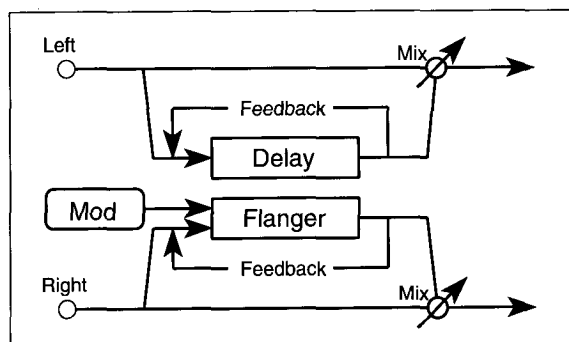 Left
Mix
Feedback
Delay
Mod
Flanger
Feedback
Right
Mix